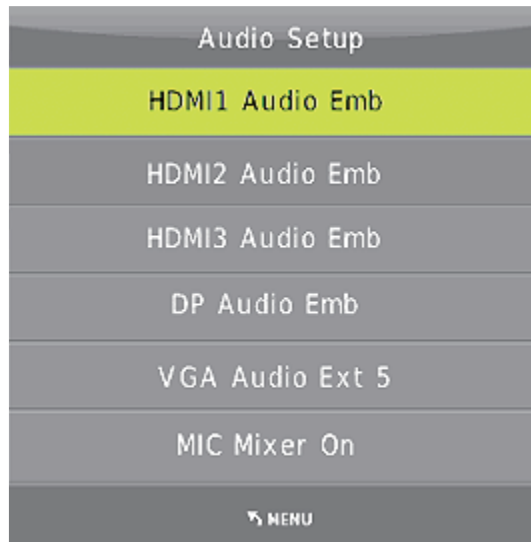 Audio Setup
HDMI1 Audio Emb
HDMI2 Audio Emb
HDMI3 Audio Emb
DP Audio Emb
VGA Audio Ext 5
MIC Mixer On
MENU